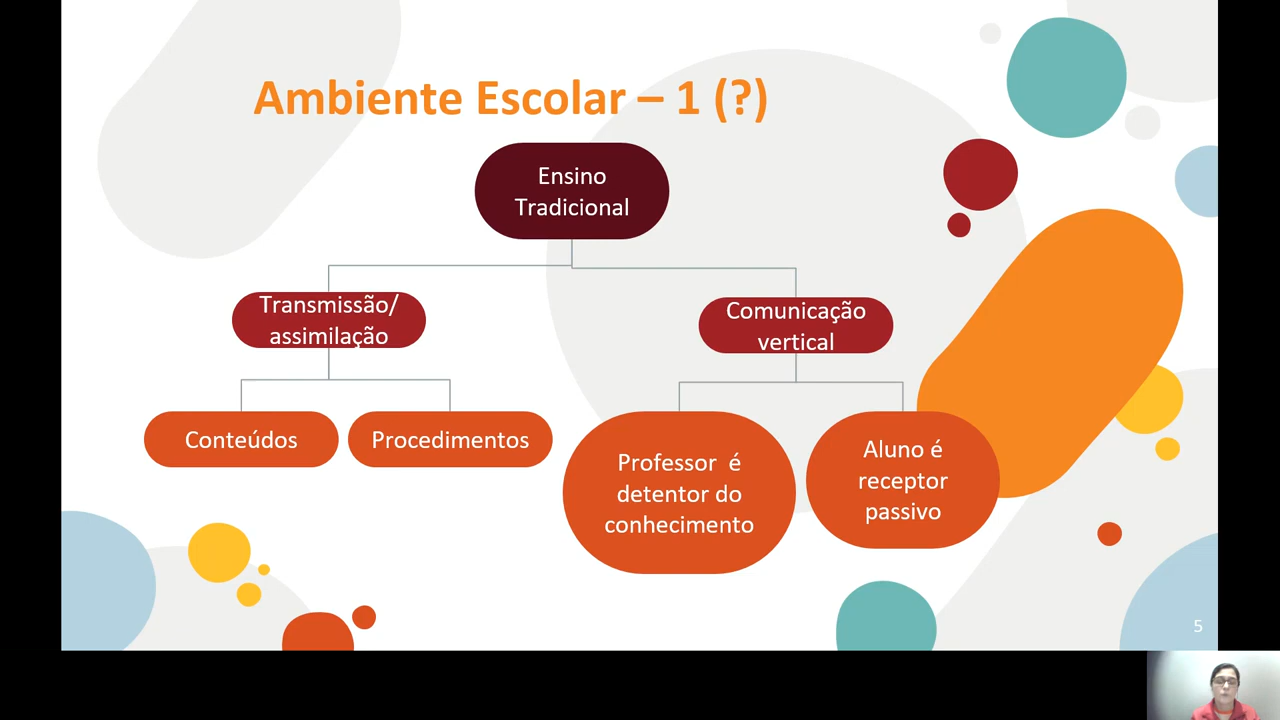 Ambiente Escolar – 1 (?)
Ensino
Tradicional
Transmissão/
assimilação
Comunicação
vertical
Conteúdos
Procedimentos
Professor é
detentor do
conhecimento
Aluno é
receptor
passivo
5